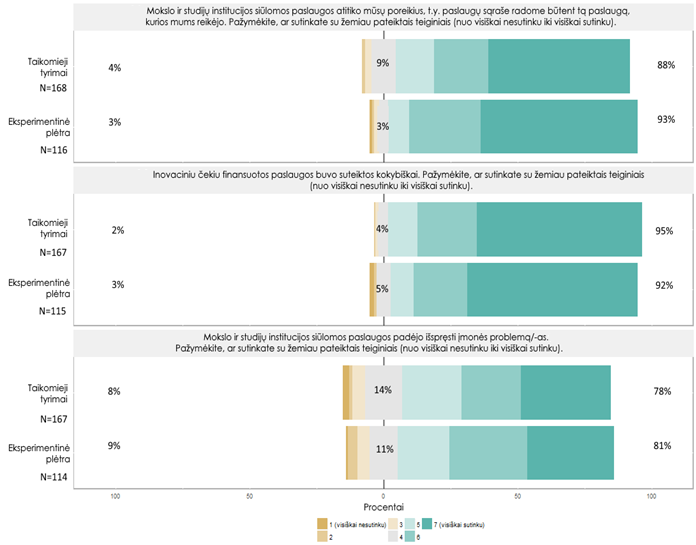 Mokslo ir studijų institucijos siūlomos paslaugos atitiko mūsų poreikius, t.y. paslaugų sąraše radome būtent tą paslaugą,
kurios mums reikėjo. Pažymėkite, ar sutinkate su žemiau pateiktais teiginiais (nuo visiškai nesutinku iki visiškai sutinku).
Taikomieji
tyrimai
N=168
4%
9%
88%
Eksperimentinė
plėtra
N=116
3%
3%
93%
Inovaciniu čekiu finansuotos paslaugos buvo suteiktos kokybiškai. Pažymėkite, ar sutinkate su žemiau pateiktais teiginiais
(nuo visiškai nesutinku iki visiškai sutinku).
Taikomieji
tyrimai
N=167
2%
4%
95%
Eksperimentinė
plėtra
N=115
3%
5%
92%
Mokslo ir studijų institucijos siūlomos paslaugos padėjo išspręsti įmonės problemą/-as.
Pažymėkite, ar sutinkate su žemiau pateiktais teiginiais (nuo visiškai nesutinku iki visiškai sutinku).
Taikomieji
tyrimai
N=167
8%
14%
78%
Eksperimentinė
plėtra
N=114
9%
11%
81%
100 50 0 50 100
Procentai
1 (visiškai nesutinku) 3 5 7 (visiškai sutinku)
2 4 6